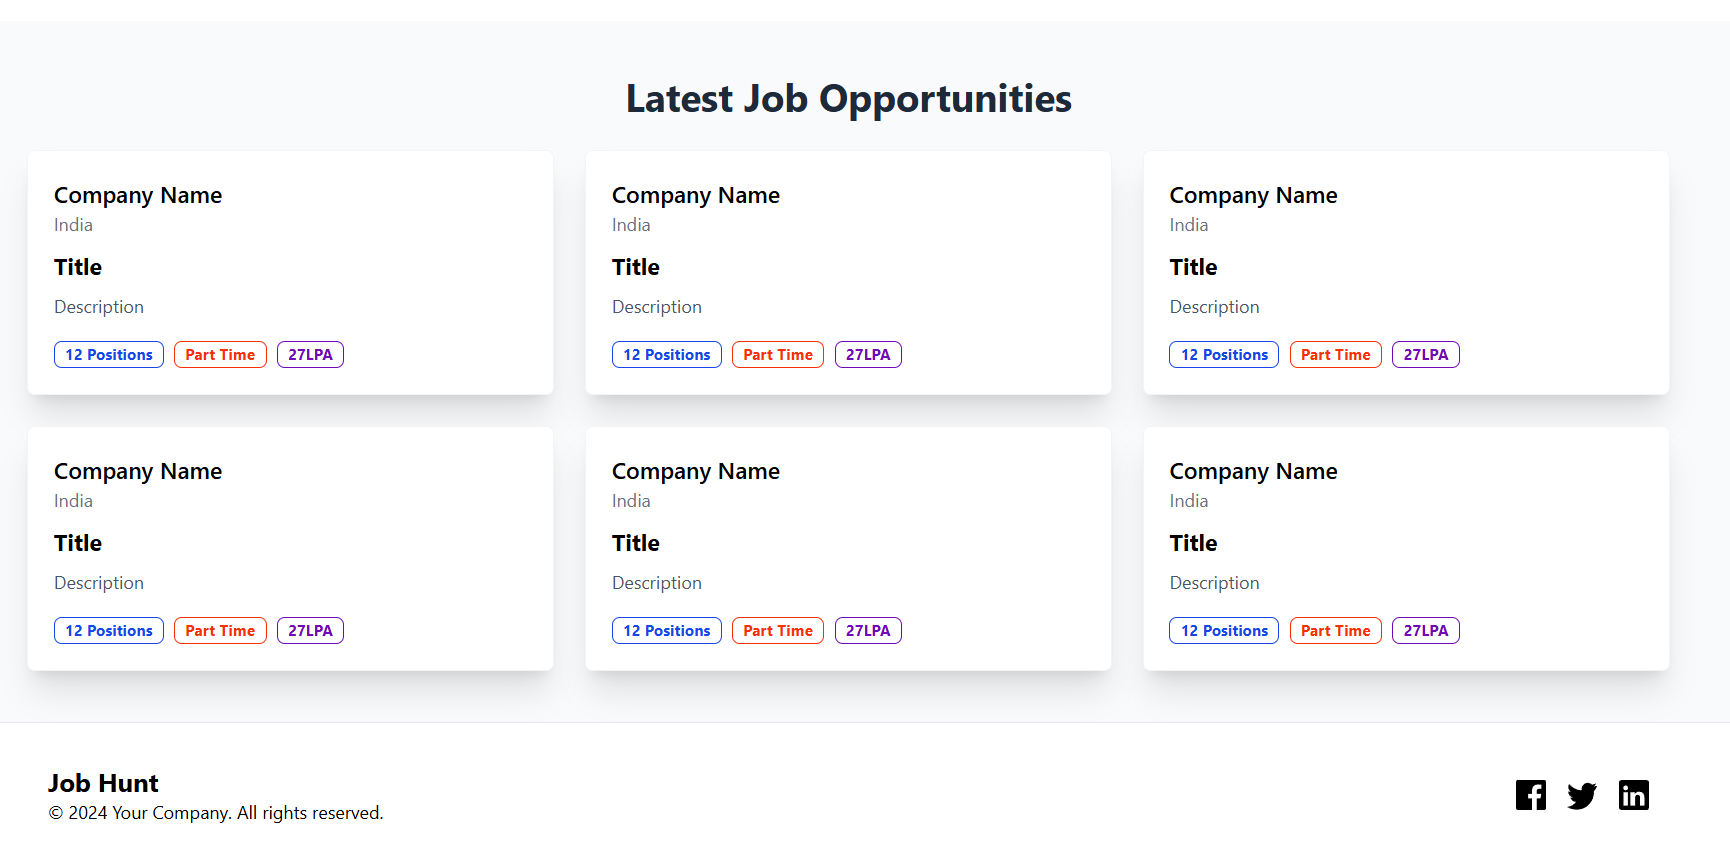 Latest Job Opportunities
Company Name
India
Title
Description
12 Positions Part Time 27LPA
Company Name
India
Title
Description
12 Positions Part Time 27LPA
Company Name
India
Title
Description
12 Positions Part Time 27LPA
Company Name
India
Title
Description
12 Positions Part Time 27LPA
Company Name
India
Title
Description
12 Positions Part Time 27LPA
Company Name
India
Title
Description
12 Positions Part Time 27LPA
Job Hunt
© 2024 Your Company. All rights reserved.